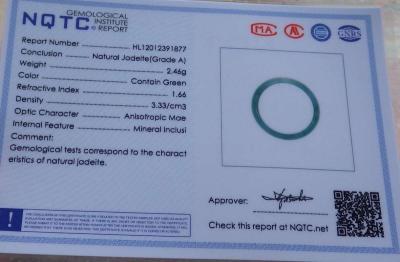 NQTC GEMOLOGICAL
INSTITUTE
REPORT
MA
GNBS
Report Number HL12012391877
Conclusion Natural Jadeite(Grade A)
Weight 2.46g
Color Contain Green
Refractive Index 1.66
Density 3.33/cm3
Optic Character Anisotropic Mae
Internal Feature Mineral Inclusi
Comment:
Gemological tests correspond to the charact
eristics of natural jadeite.
Approver:
Check this report at NQTC.net